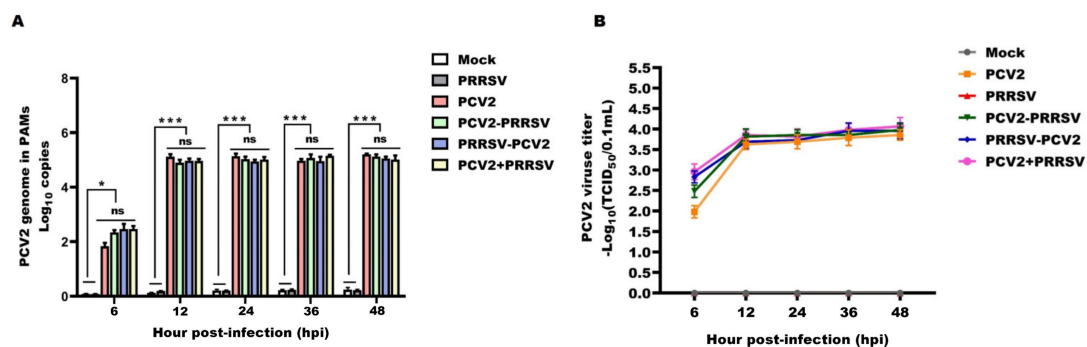 A
PCV2 genome in PAMs
Log10 copies
8
6
4
2
0
*
ns
***
ns
***
ns
***
ns
***
ns
6
12
24
36
48
Hour post-infection (hpi)
Mock
PRRSV
PCV2
PCV2-PRRSV
PRRSV-PCV2
PCV2+PRRSV
B
PCV2 viruse titer
-Log10(TCID50/0.1mL)
5.5
5.0
4.5
4.0
3.5
3.0
2.5
2.0
1.5
1.0
0.5
0.0
6
12
24
36
48
Hour post-infection (hpi)
Mock
PCV2
PRRSV
PCV2-PRRSV
PRRSV-PCV2
PCV2+PRRSV